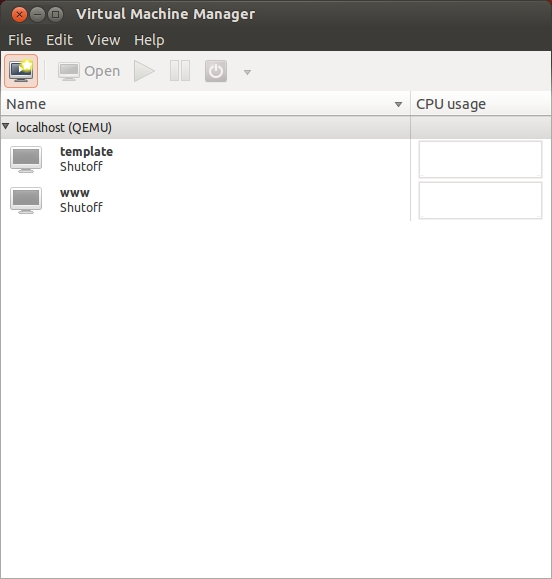 Virtual Machine Manager
File Edit View Help
Open
Name CPU usage
localhost (QEMU)
template
Shutoff
www
Shutoff